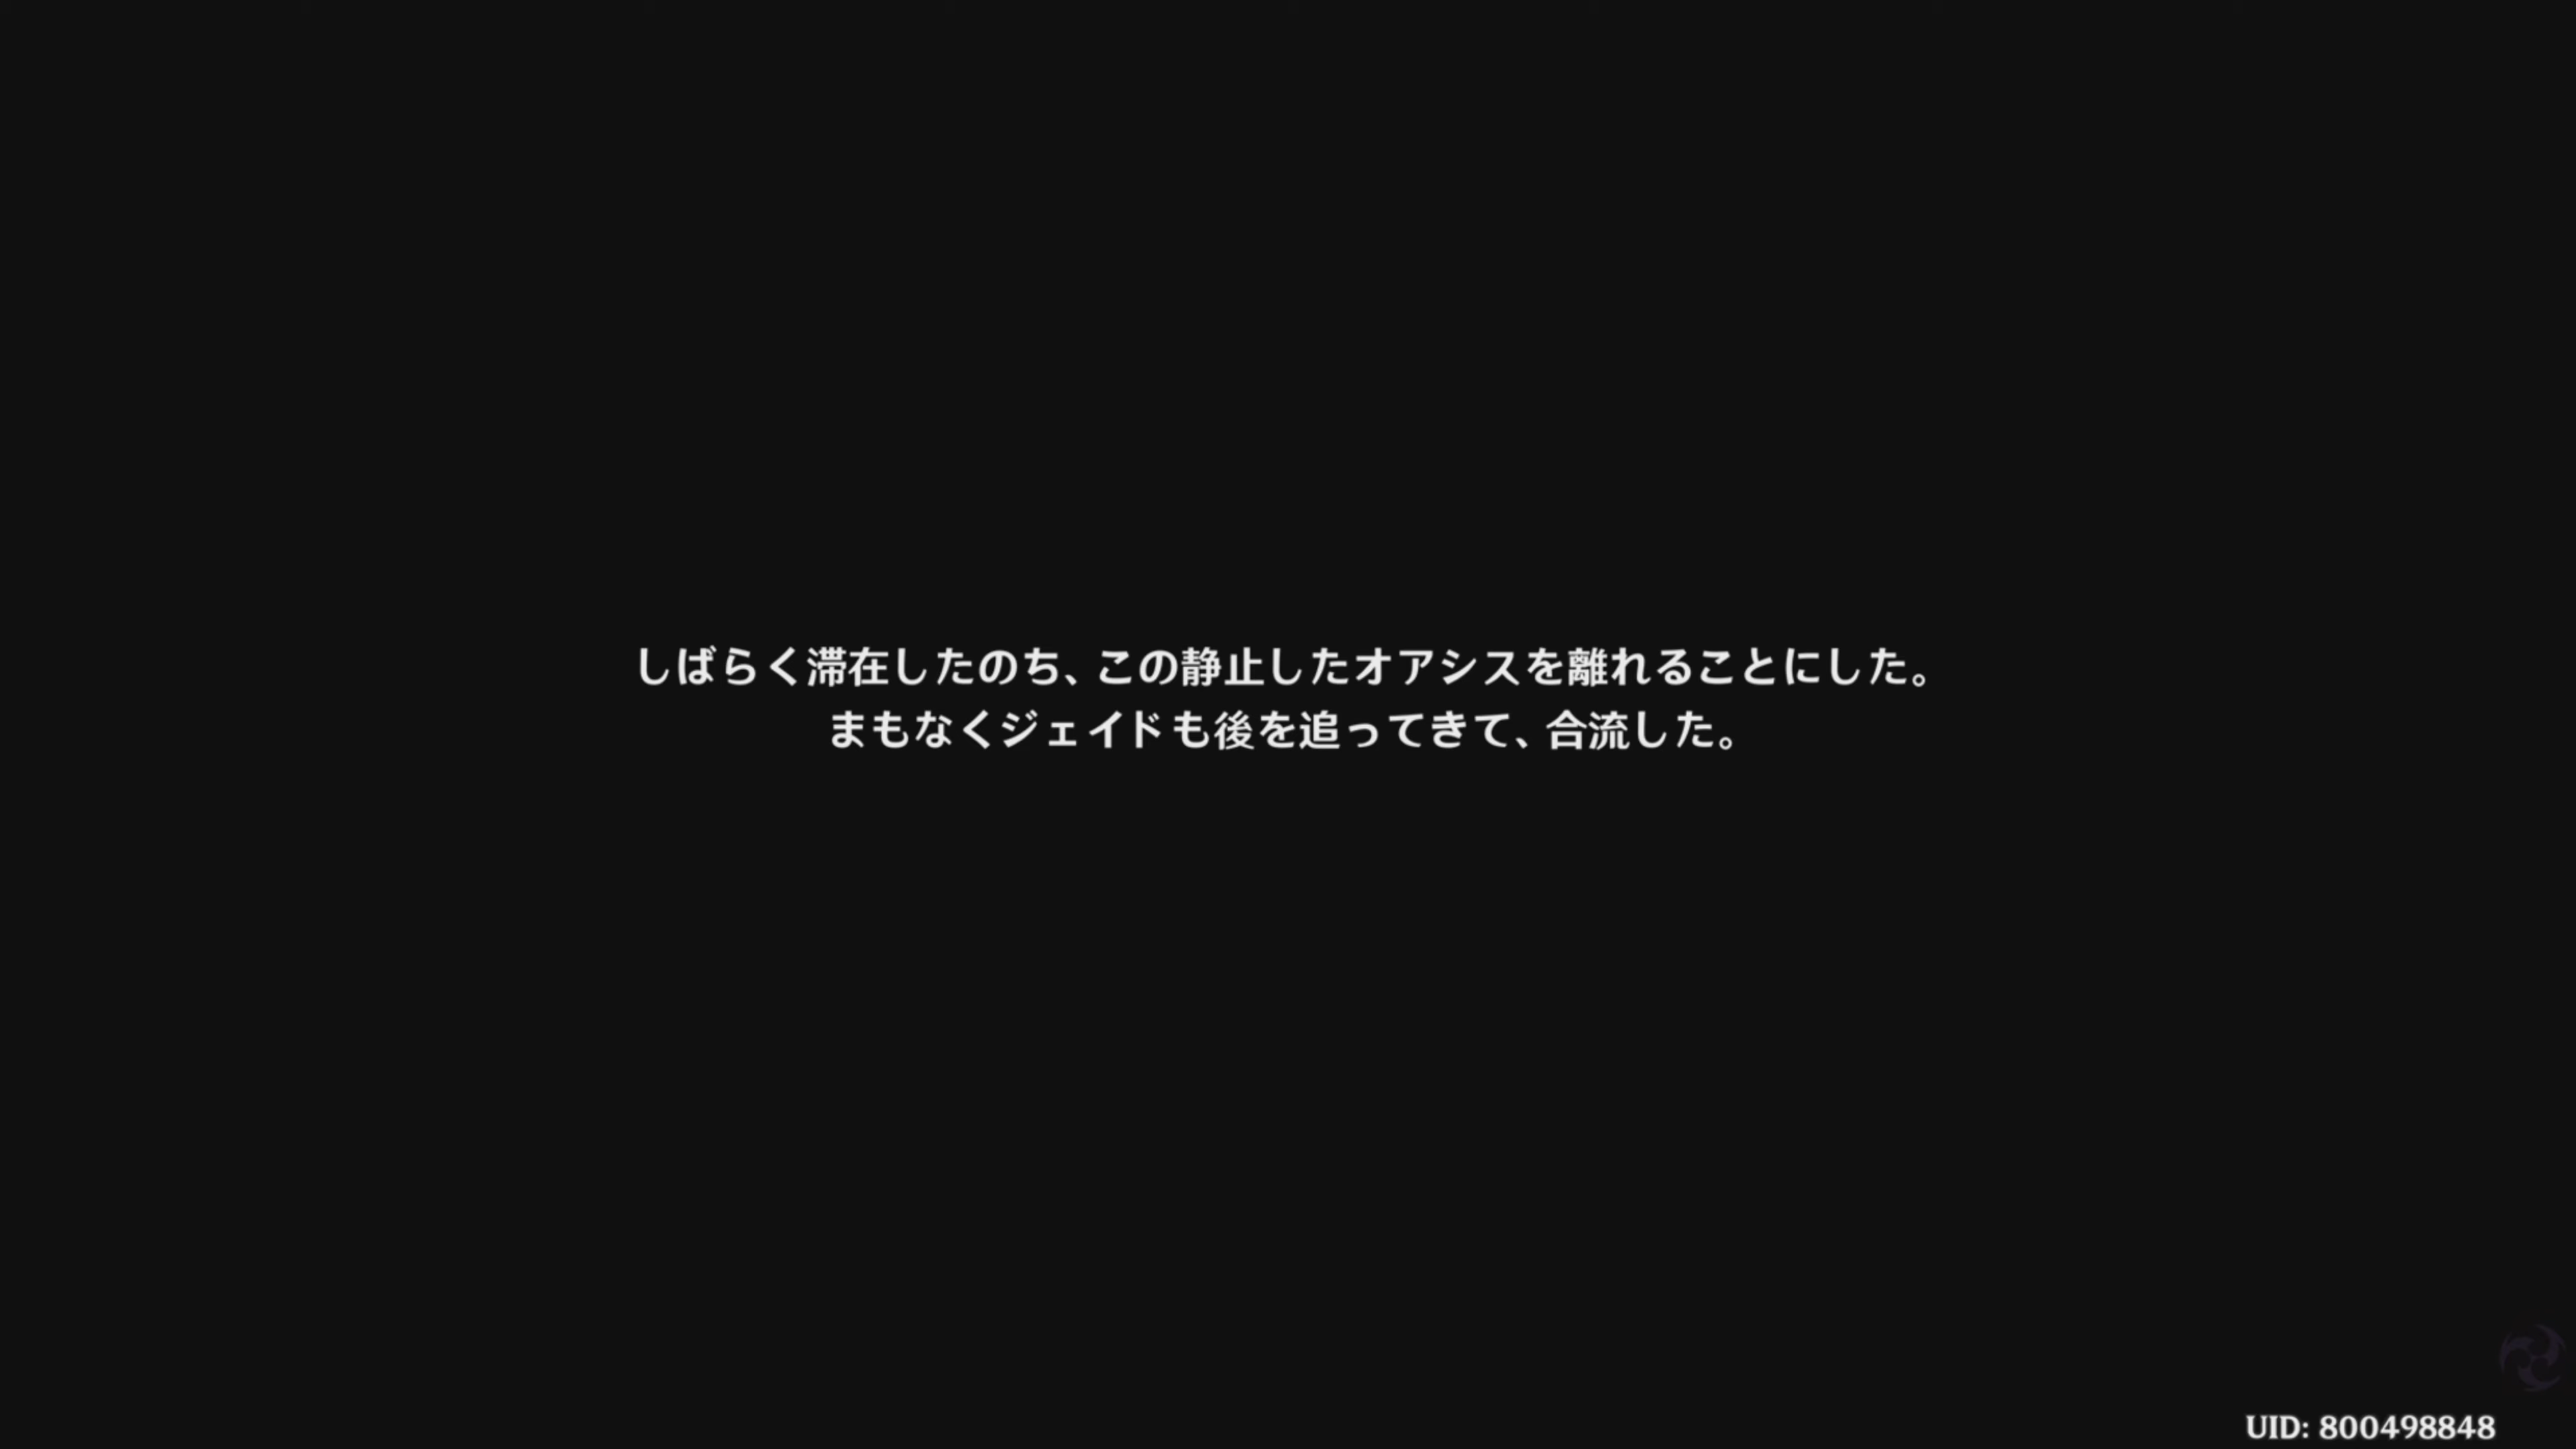 しばらく滞在したのち、この静止したオアシスを離れることにした。
まもなくジェイドも後を追ってきて、合流した。
UID: 800498848